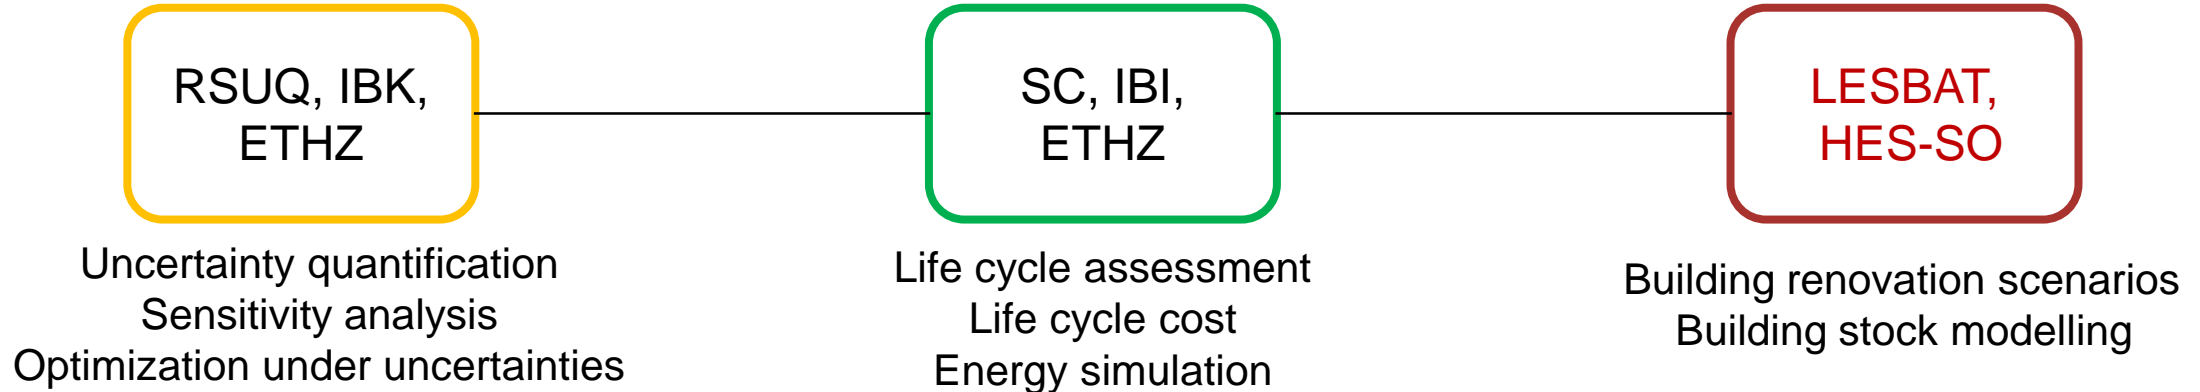 RSUQ, IBK,
ETHZ
Uncertainty quantification
Sensitivity analysis
Optimization under uncertainties
SC, IBI,
ETHZ
Life cycle assessment
Life cycle cost
Energy simulation
LESBAT,
HES-SO
Building renovation scenarios
Building stock modelling